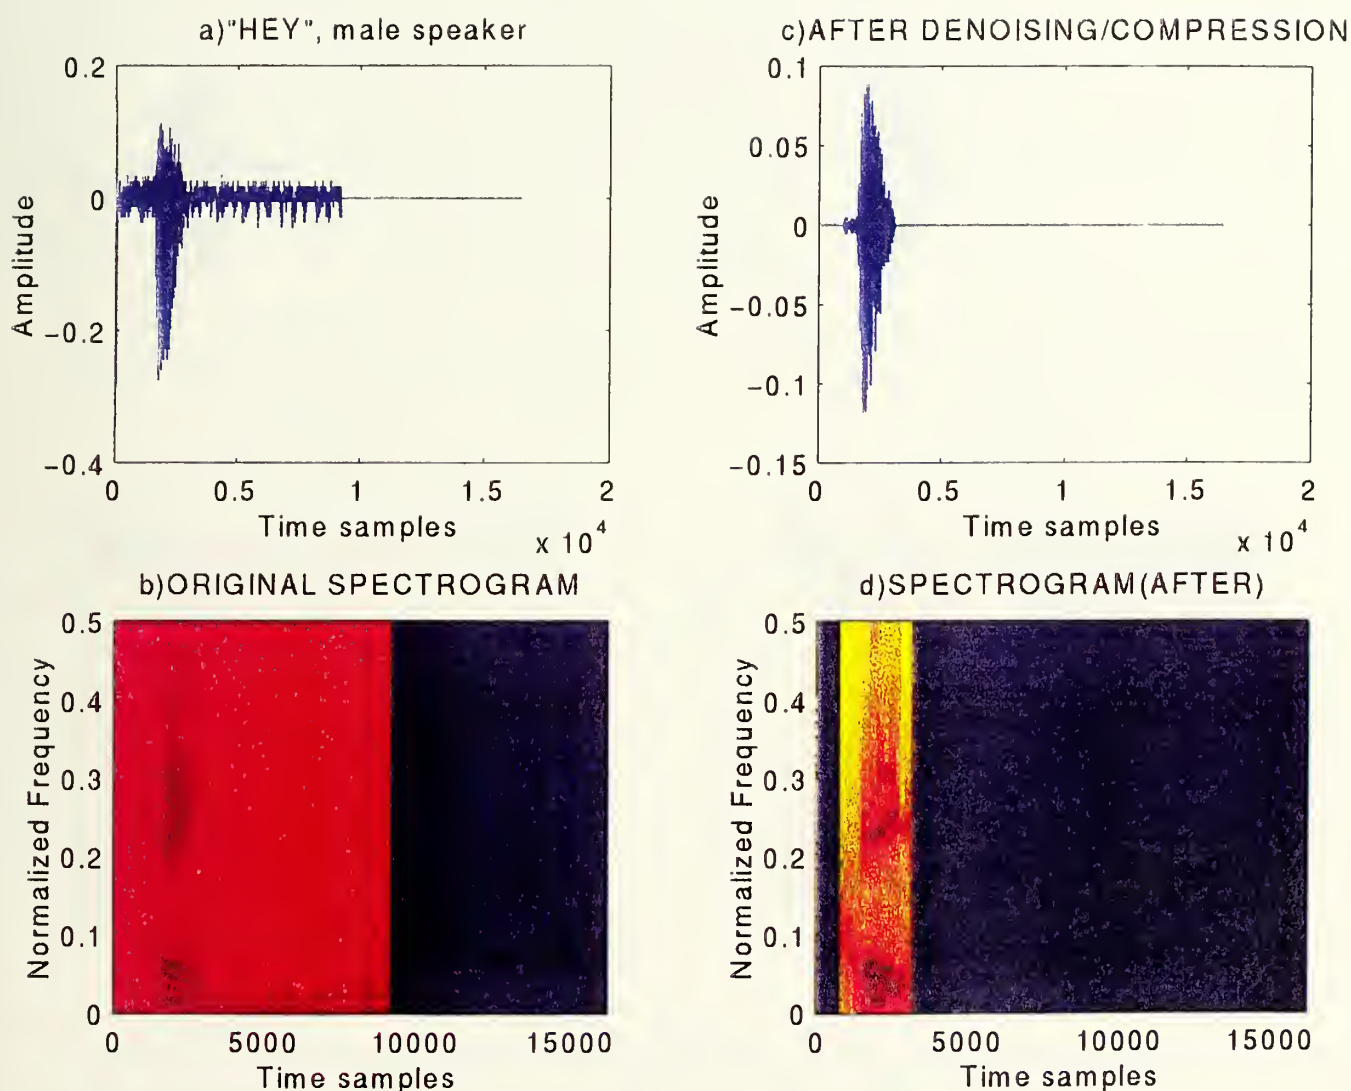 a)"HEY", male speaker
0.2
0
−0.2
−0.4
Amplitude
0 0.5 1 1.5 2
Time samples
x 10^4
c)AFTER DENOISING/COMPRESSION
0.1
0.05
0
−0.05
−0.1
−0.15
Amplitude
0 0.5 1 1.5 2
Time samples
x 10^4
b)ORIGINAL SPECTROGRAM
0.5
0.4
0.3
0.2
0.1
0
Normalized Frequency
0 5000 10000 15000
Time samples
d)SPECTROGRAM(AFTER)
0.5
0.4
0.3
0.2
0.1
0
Normalized Frequency
0 5000 10000 15000
Time samples